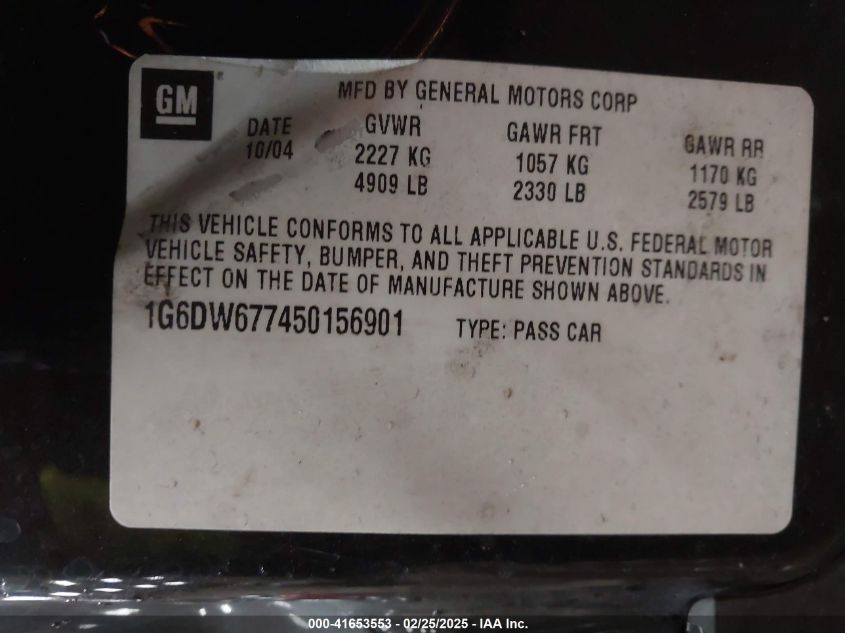 GM
MFD BY GENERAL MOTORS CORP
DATE GVWR GAWR FRT GAWR RR
10/04 2227 KG 1057 KG 1170 KG
4909 LB 2330 LB 2579 LB
THIS VEHICLE CONFORMS TO ALL APPLICABLE U.S. FEDERAL MOTOR
VEHICLE SAFETY, BUMPER, AND THEFT PREVENTION STANDARDS IN
EFFECT ON THE DATE OF MANUFACTURE SHOWN ABOVE.
1G6DW677450156901 TYPE: PASS CAR
000-41653553 - 02/25/2025 - IAA Inc.